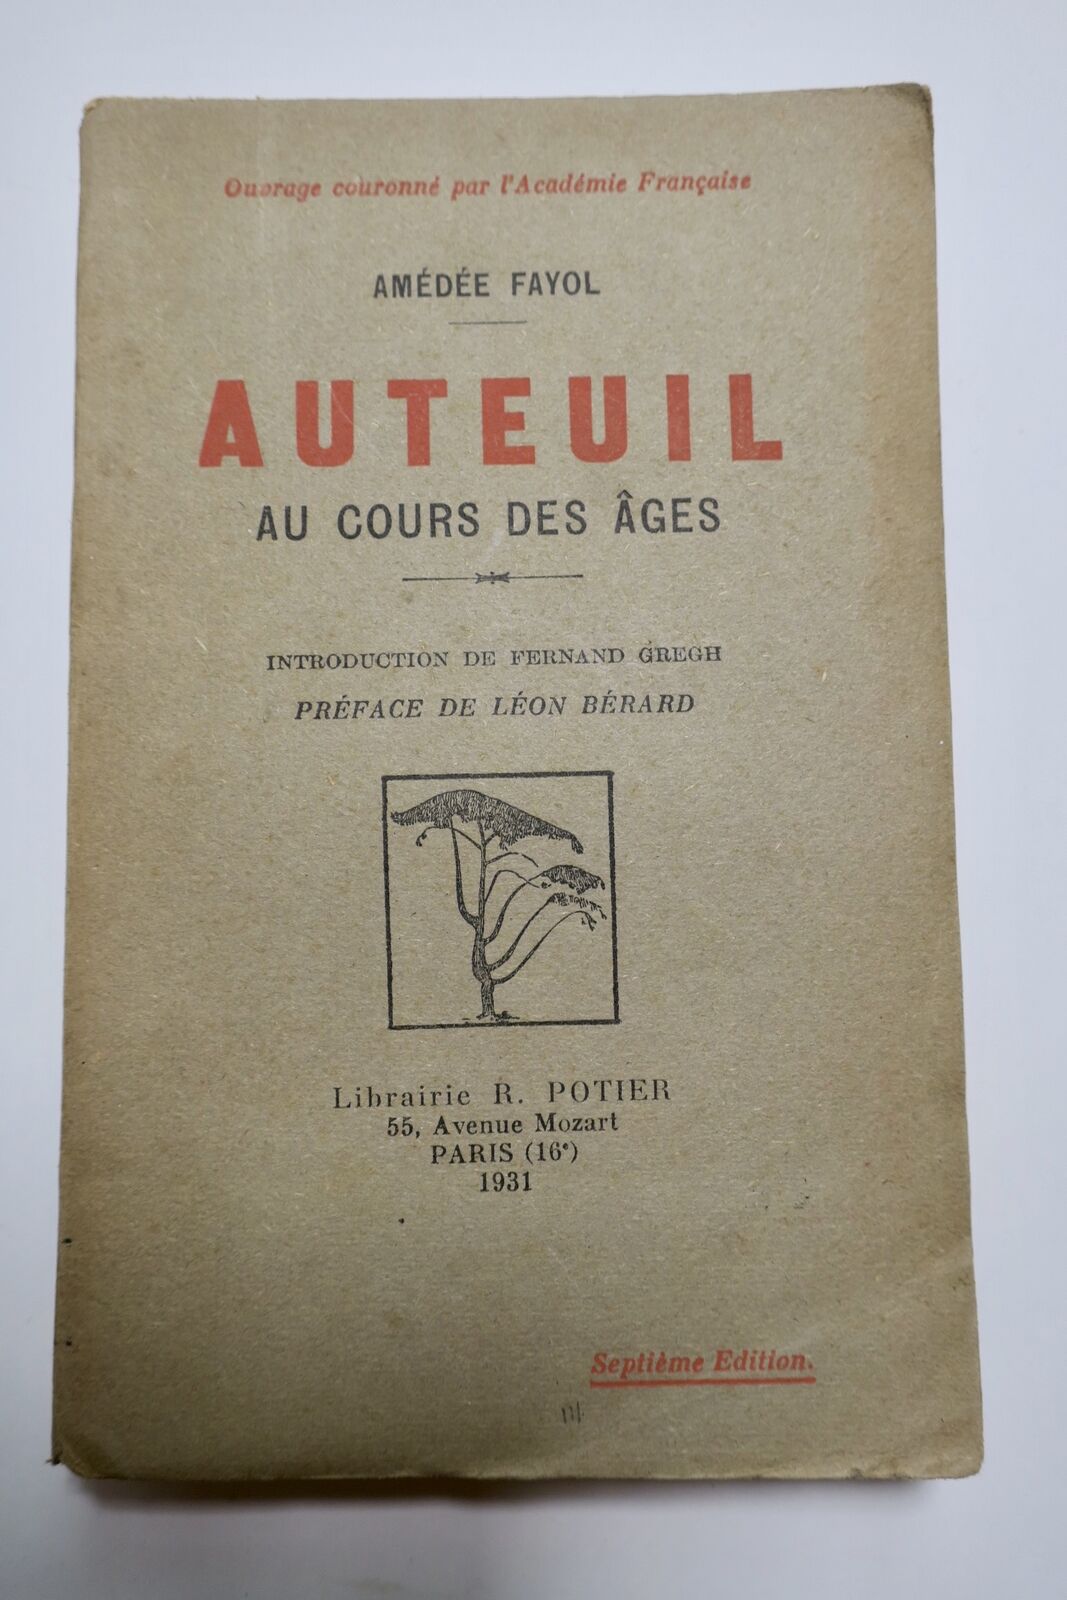 Ouvrage couronné par l'Académie Française
AMÉDÉE FAYOL
AUTEUIL
AU COURS DES ÂGES
INTRODUCTION DE FERNAND GREGH
PRÉFACE DE LÉON BÉRARD
Librairie R. POTIER
55, Avenue Mozart
PARIS (16e)
1931
Septième Edition.